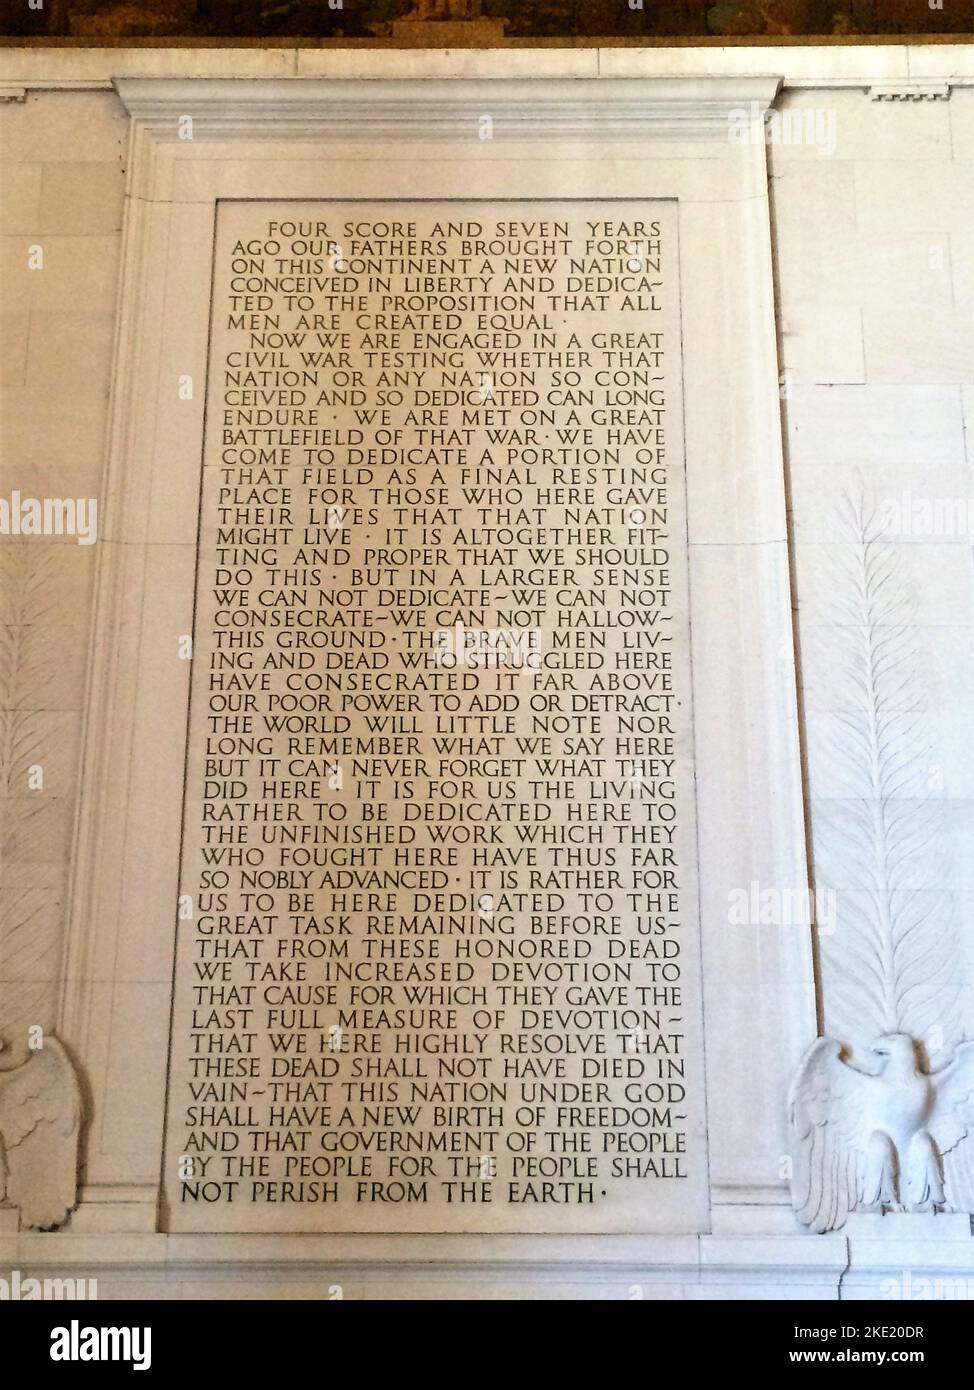 FOUR SCORE AND SEVEN YEARS
AGO OUR FATHERS BROUGHT FORTH
ON THIS CONTINENT A NEW NATION
CONCEIVED IN LIBERTY AND DEDICA~
TED TO THE PROPOSITION THAT ALL
MEN ARE CREATED EQUAL ·
NOW WE ARE ENGAGED IN A GREAT
CIVIL WAR TESTING WHETHER THAT
NATION OR ANY NATION SO CON~
CEIVED AND SO DEDICATED CAN LONG
ENDURE · WE ARE MET ON A GREAT
BATTLEFIELD OF THAT WAR · WE HAVE
COME TO DEDICATE A PORTION OF
THAT FIELD AS A FINAL RESTING
PLACE FOR THOSE WHO HERE GAVE
THEIR LIVES THAT THAT NATION
MIGHT LIVE · IT IS ALTOGETHER FIT~
TING AND PROPER THAT WE SHOULD
DO THIS · BUT IN A LARGER SENSE
WE CAN NOT DEDICATE~WE CAN NOT
CONSECRATE~WE CAN NOT HALLOW~
THIS GROUND · THE BRAVE MEN LIV~
ING AND DEAD WHO STRUGGLED HERE
HAVE CONSECRATED IT FAR ABOVE
OUR POOR POWER TO ADD OR DETRACT ·
THE WORLD WILL LITTLE NOTE NOR
LONG REMEMBER WHAT WE SAY HERE
BUT IT CAN NEVER FORGET WHAT THEY
DID HERE · IT IS FOR US THE LIVING
RATHER TO BE DEDICATED HERE TO
THE UNFINISHED WORK WHICH THEY
WHO FOUGHT HERE HAVE THUS FAR
SO NOBLY ADVANCED · IT IS RATHER FOR
US TO BE HERE DEDICATED TO THE
GREAT TASK REMAINING BEFORE US~
THAT FROM THESE HONORED DEAD
WE TAKE INCREASED DEVOTION TO
THAT CAUSE FOR WHICH THEY GAVE THE
LAST FULL MEASURE OF DEVOTION~
THAT WE HERE HIGHLY RESOLVE THAT
THESE DEAD SHALL NOT HAVE DIED IN
VAIN~THAT THIS NATION UNDER GOD
SHALL HAVE A NEW BIRTH OF FREEDOM~
AND THAT GOVERNMENT OF THE PEOPLE
BY THE PEOPLE FOR THE PEOPLE SHALL
NOT PERISH FROM THE EARTH ·
alamy
Image ID: 2KE20DR
www.alamy.com